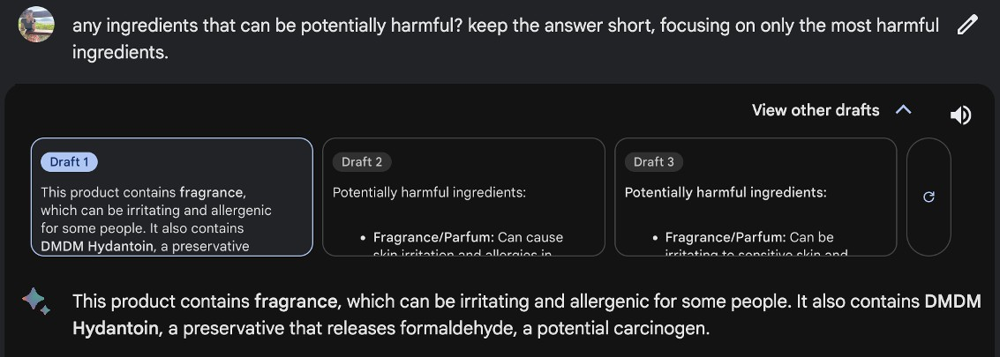 any ingredients that can be potentially harmful? keep the answer short, focusing on only the most harmful
ingredients.
View other drafts
Draft 1
This product contains fragrance,
which can be irritating and allergenic
for some people. It also contains
DMDM Hydantoin, a preservative
Draft 2
Potentially harmful ingredients:
• Fragrance/Parfum: Can cause
skin irritation and allergies in
Draft 3
Potentially harmful ingredients:
• Fragrance/Parfum: Can be
irritating to sensitive skin and
This product contains fragrance, which can be irritating and allergenic for some people. It also contains DMDM
Hydantoin, a preservative that releases formaldehyde, a potential carcinogen.